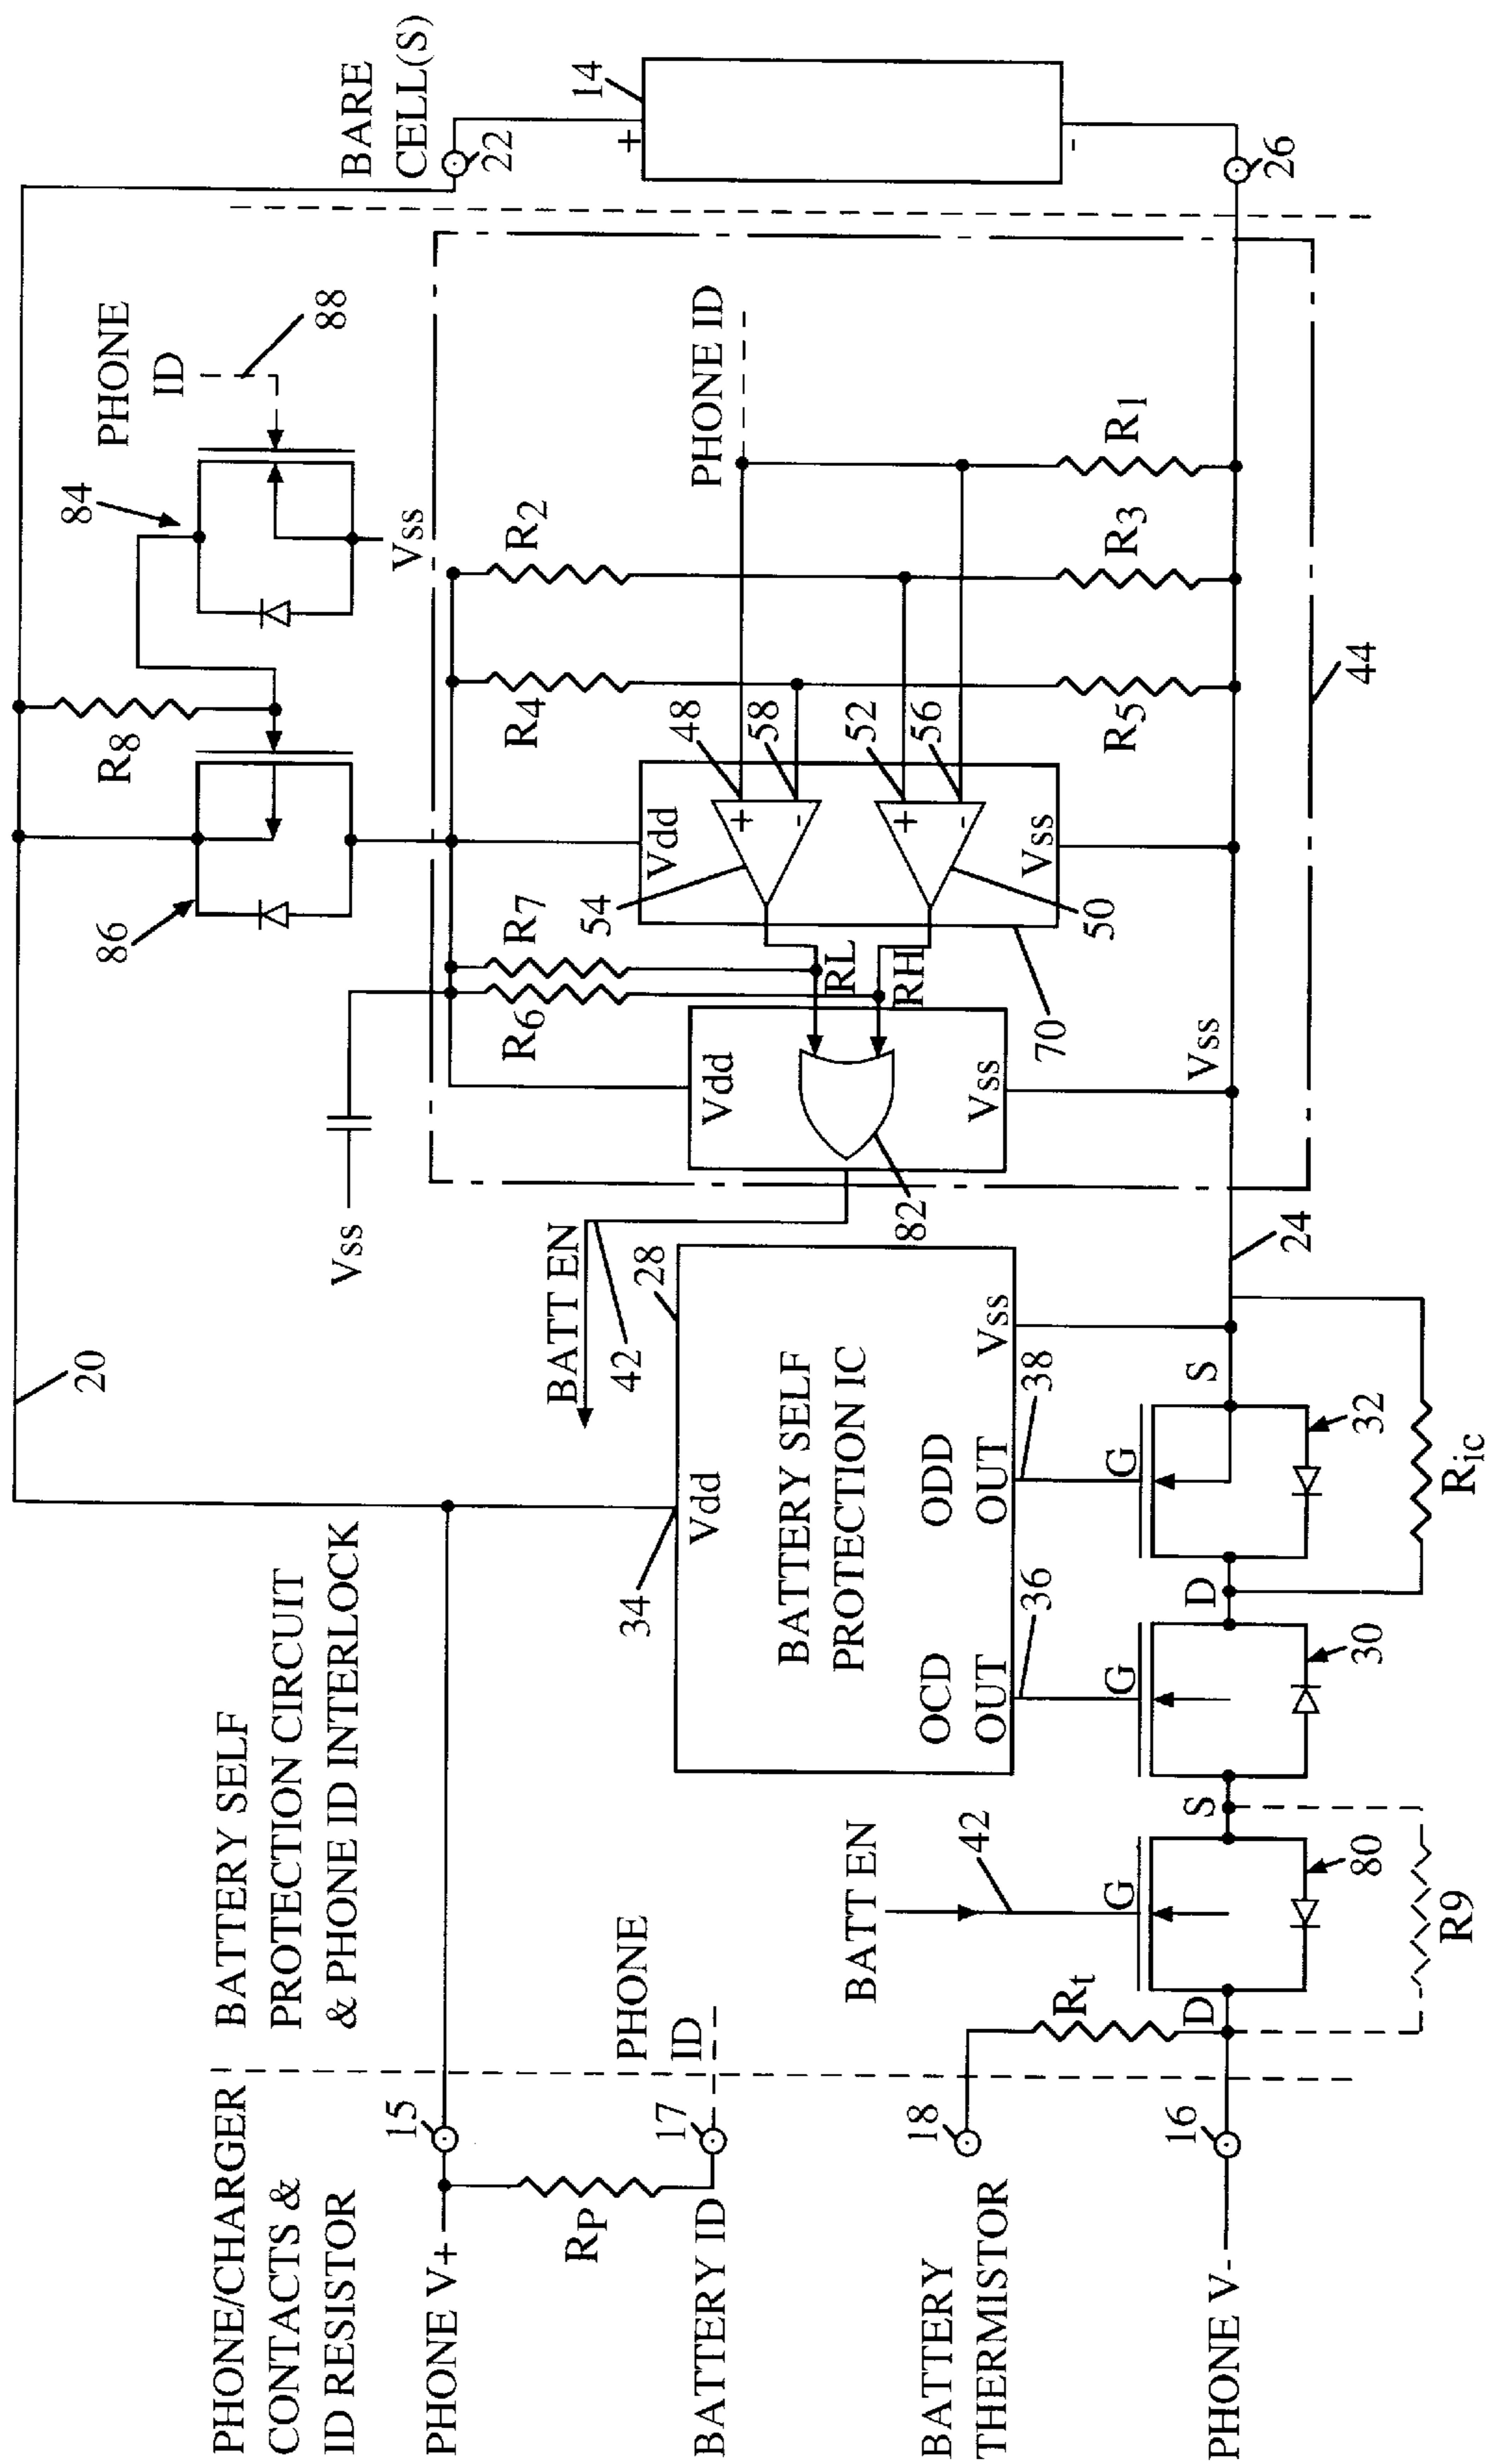 PHONE/CHARGER
CONTACTS &
ID RESISTOR
BATTERY SELF
PROTECTION CIRCUIT
& PHONE ID INTERLOCK
BARE
CELL(S)
PHONE V+
15
RP
BATTERY ID
17
PHONE
ID
BATTERY
THERMISTOR
18
Rt
PHONE V-
16
20
34
Vdd
BATTERY SELF
PROTECTION IC
28
OCD
OUT
ODD
OUT
Vss
36
38
BATT EN
42
G
D
S
80
R9
G
30
D
G
32
S
Ric
24
BATT EN
42
Vss
86
R8
84
PHONE
ID
88
Vss
R6
R7
R4
R2
Vdd
Vss
82
RL
RH
Vdd
Vss
54
50
70
+
-
+
-
48
58
52
56
PHONE ID
R5
R3
R1
Vss
44
22
14
+
-
26